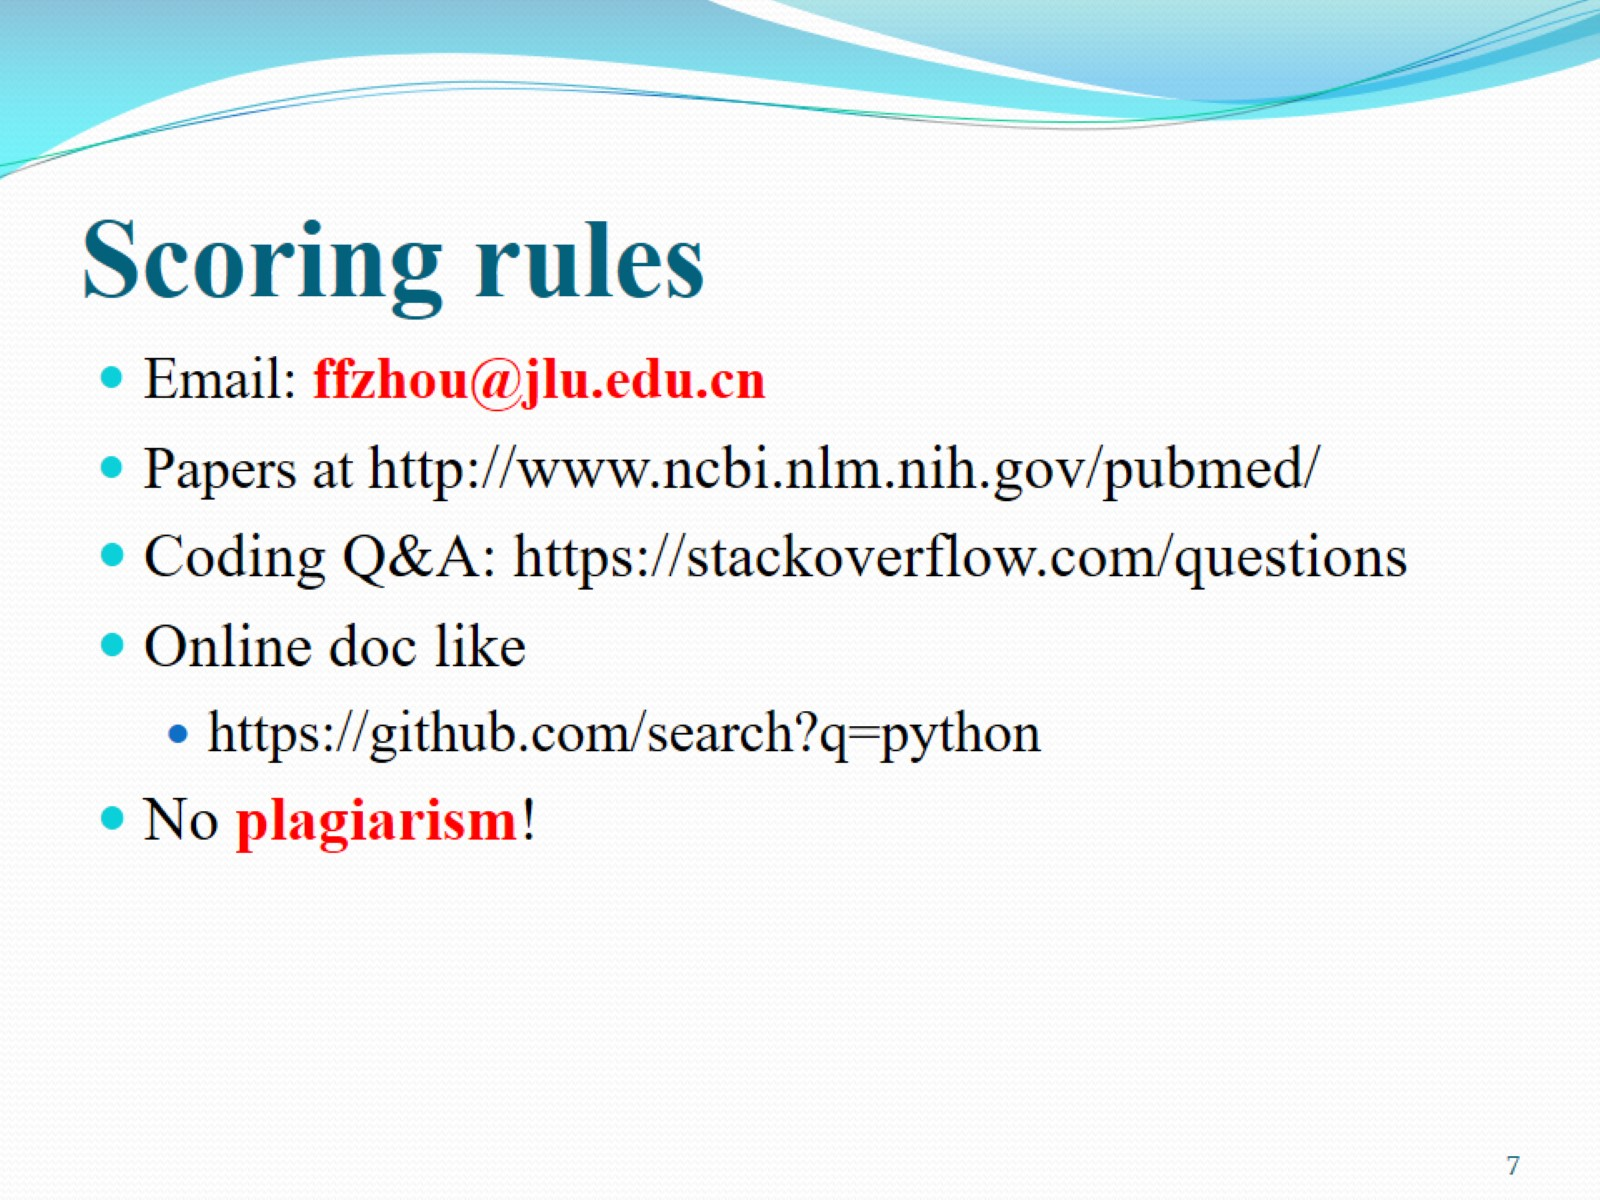 Scoring rules
Email: ffzhou@jlu.edu.cn
Papers at http://www.ncbi.nlm.nih.gov/pubmed/
Coding Q&A: https://stackoverflow.com/questions
Online doc like
https://github.com/search?q=python
No plagiarism!
7